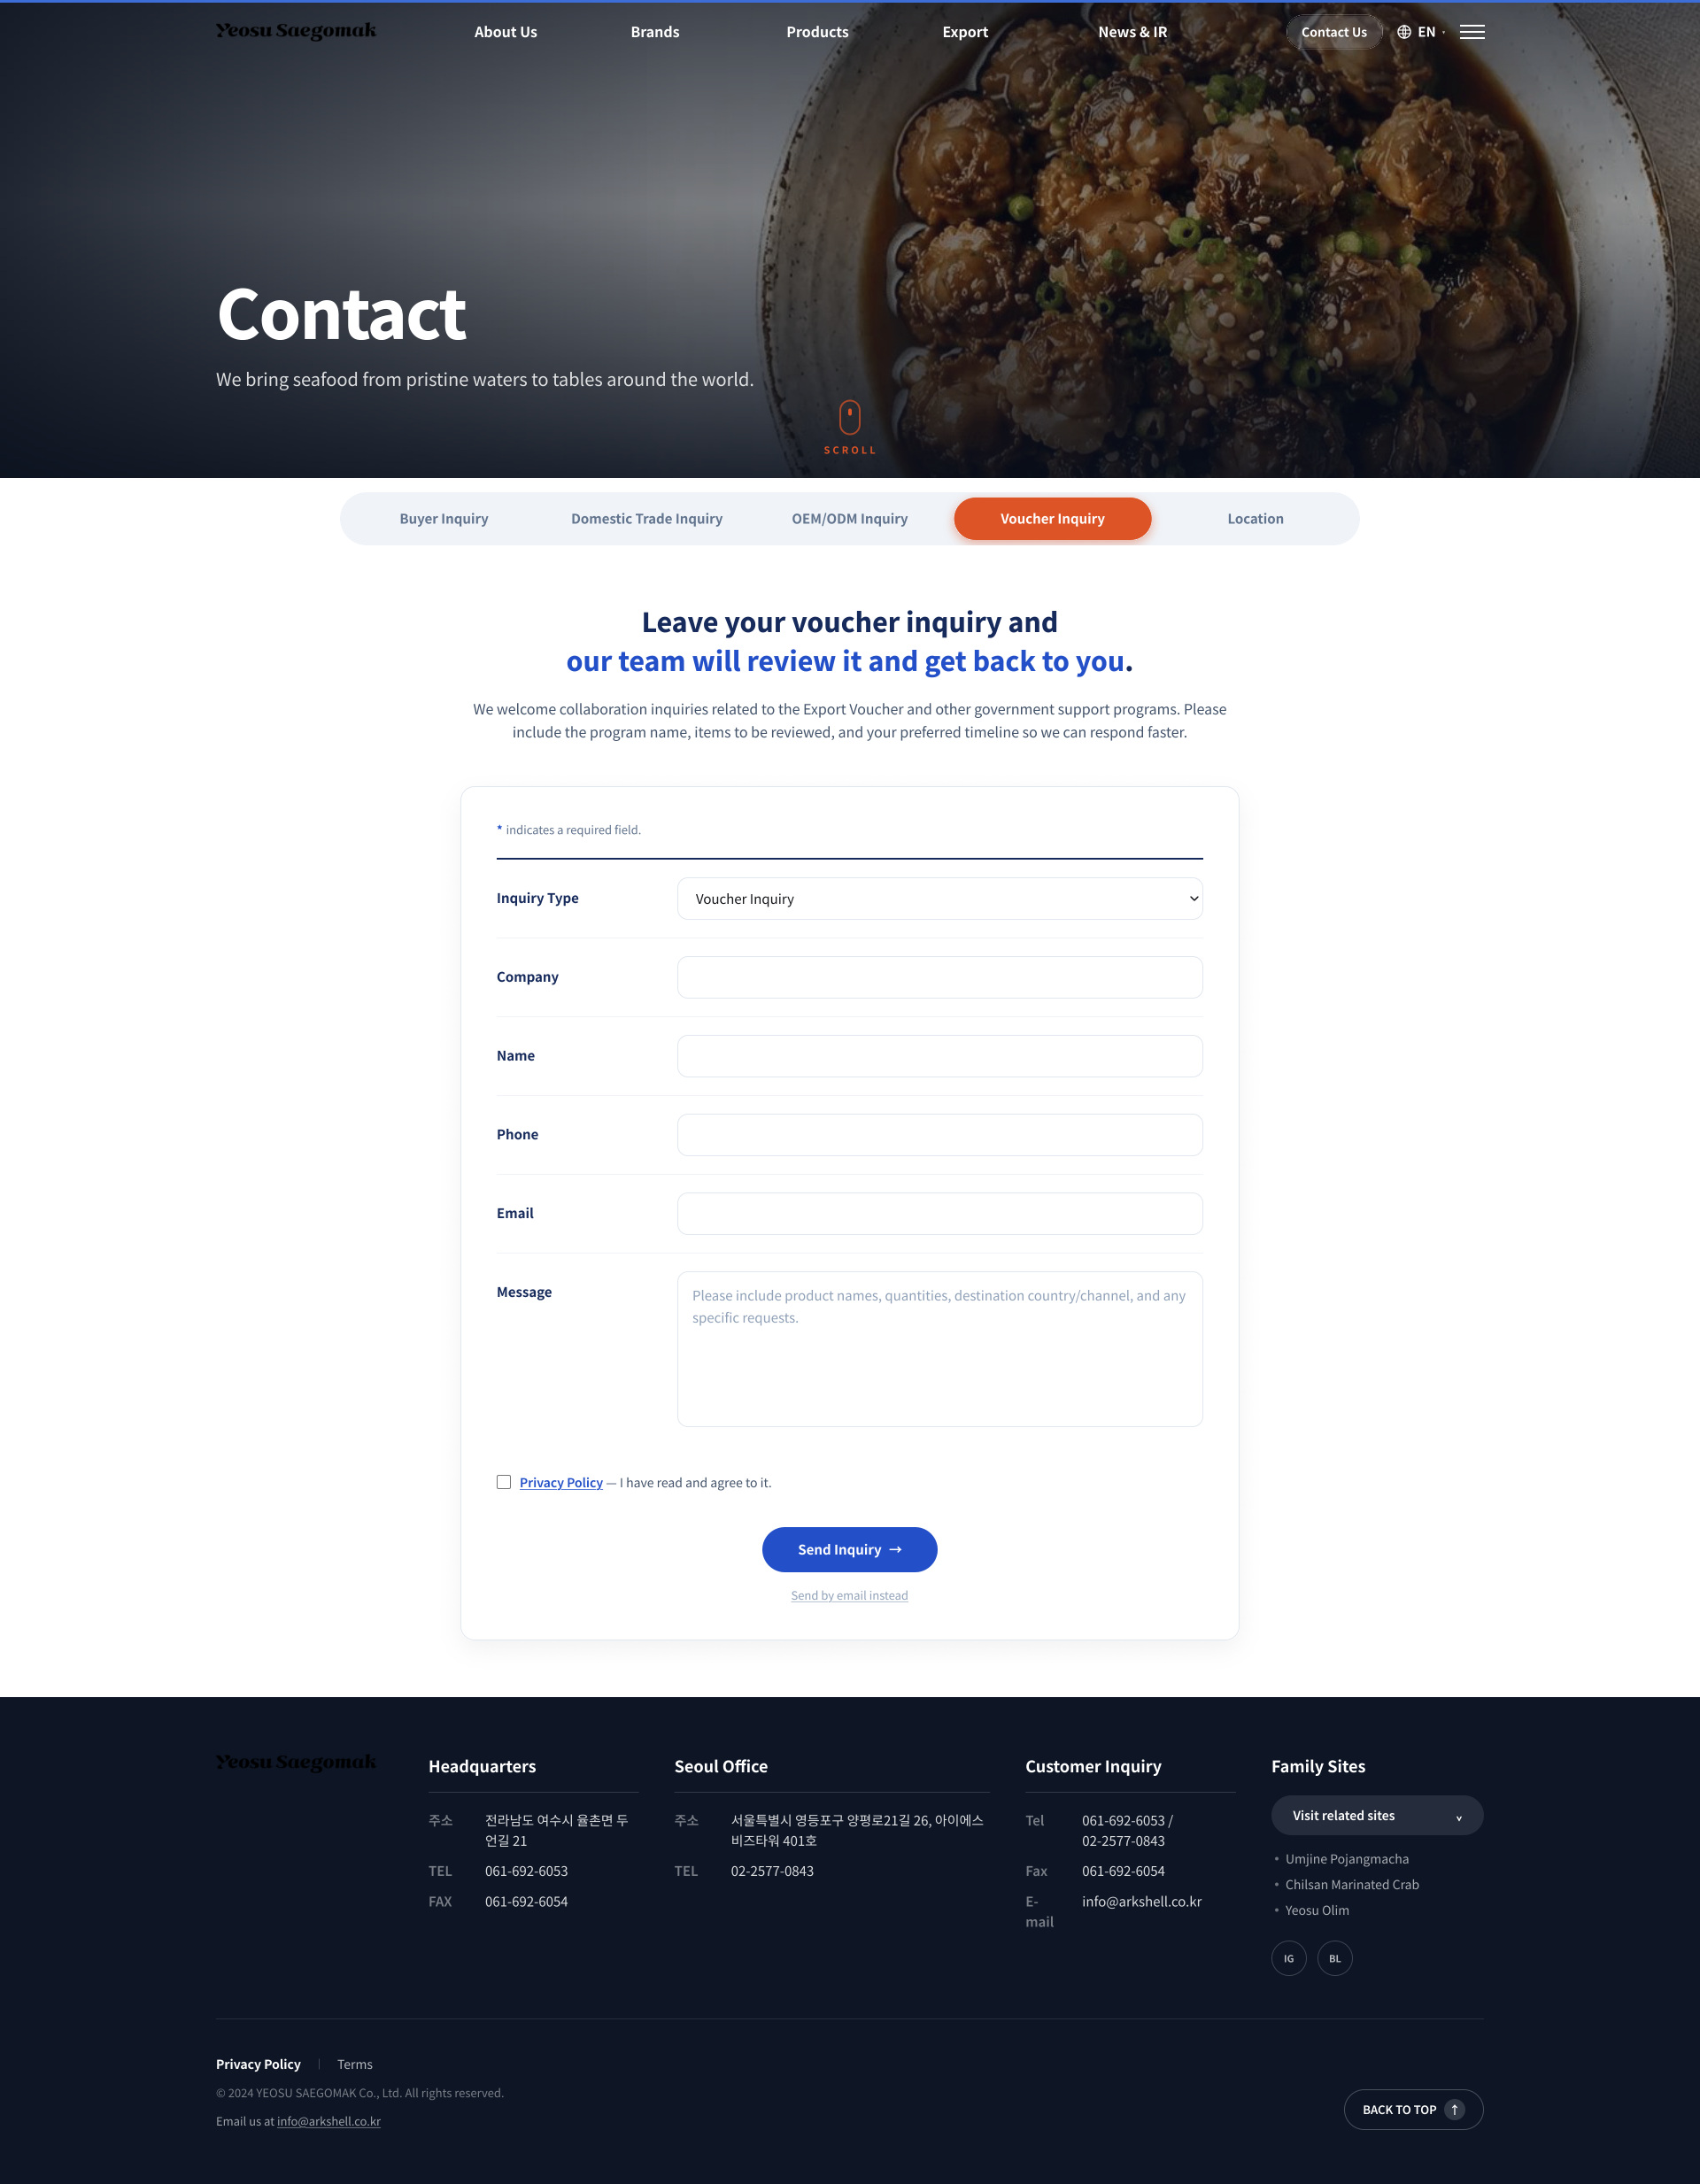 Yeosu Saegomak
About Us
Brands
Products
Export
News & IR
Contact Us
EN
Contact
We bring seafood from pristine waters to tables around the world.
SCROLL
Buyer Inquiry
Domestic Trade Inquiry
OEM/ODM Inquiry
Voucher Inquiry
Location
Leave your voucher inquiry and
our team will review it and get back to you.
We welcome collaboration inquiries related to the Export Voucher and other government support programs. Please
include the program name, items to be reviewed, and your preferred timeline so we can respond faster.
* indicates a required field.
Inquiry Type
Voucher Inquiry
Company
Name
Phone
Email
Message
Please include product names, quantities, destination country/channel, and any
specific requests.
Privacy Policy — I have read and agree to it.
Send Inquiry →
Send by email instead
Yeosu Saegomak
Headquarters
주소 전라남도 여수시 율촌면 두
언길 21
TEL 061-692-6053
FAX 061-692-6054
Seoul Office
주소 서울특별시 영등포구 양평로21길 26, 아이에스
비즈타워 401호
TEL 02-2577-0843
Customer Inquiry
Tel 061-692-6053 /
02-2577-0843
Fax 061-692-6054
E-
mail info@arkshell.co.kr
Family Sites
Visit related sites
• Umjine Pojangmacha
• Chilsan Marinated Crab
• Yeosu Olim
IG
BL
Privacy Policy | Terms
© 2024 YEOSU SAEGOMAK Co., Ltd. All rights reserved.
Email us at info@arkshell.co.kr
BACK TO TOP ↑